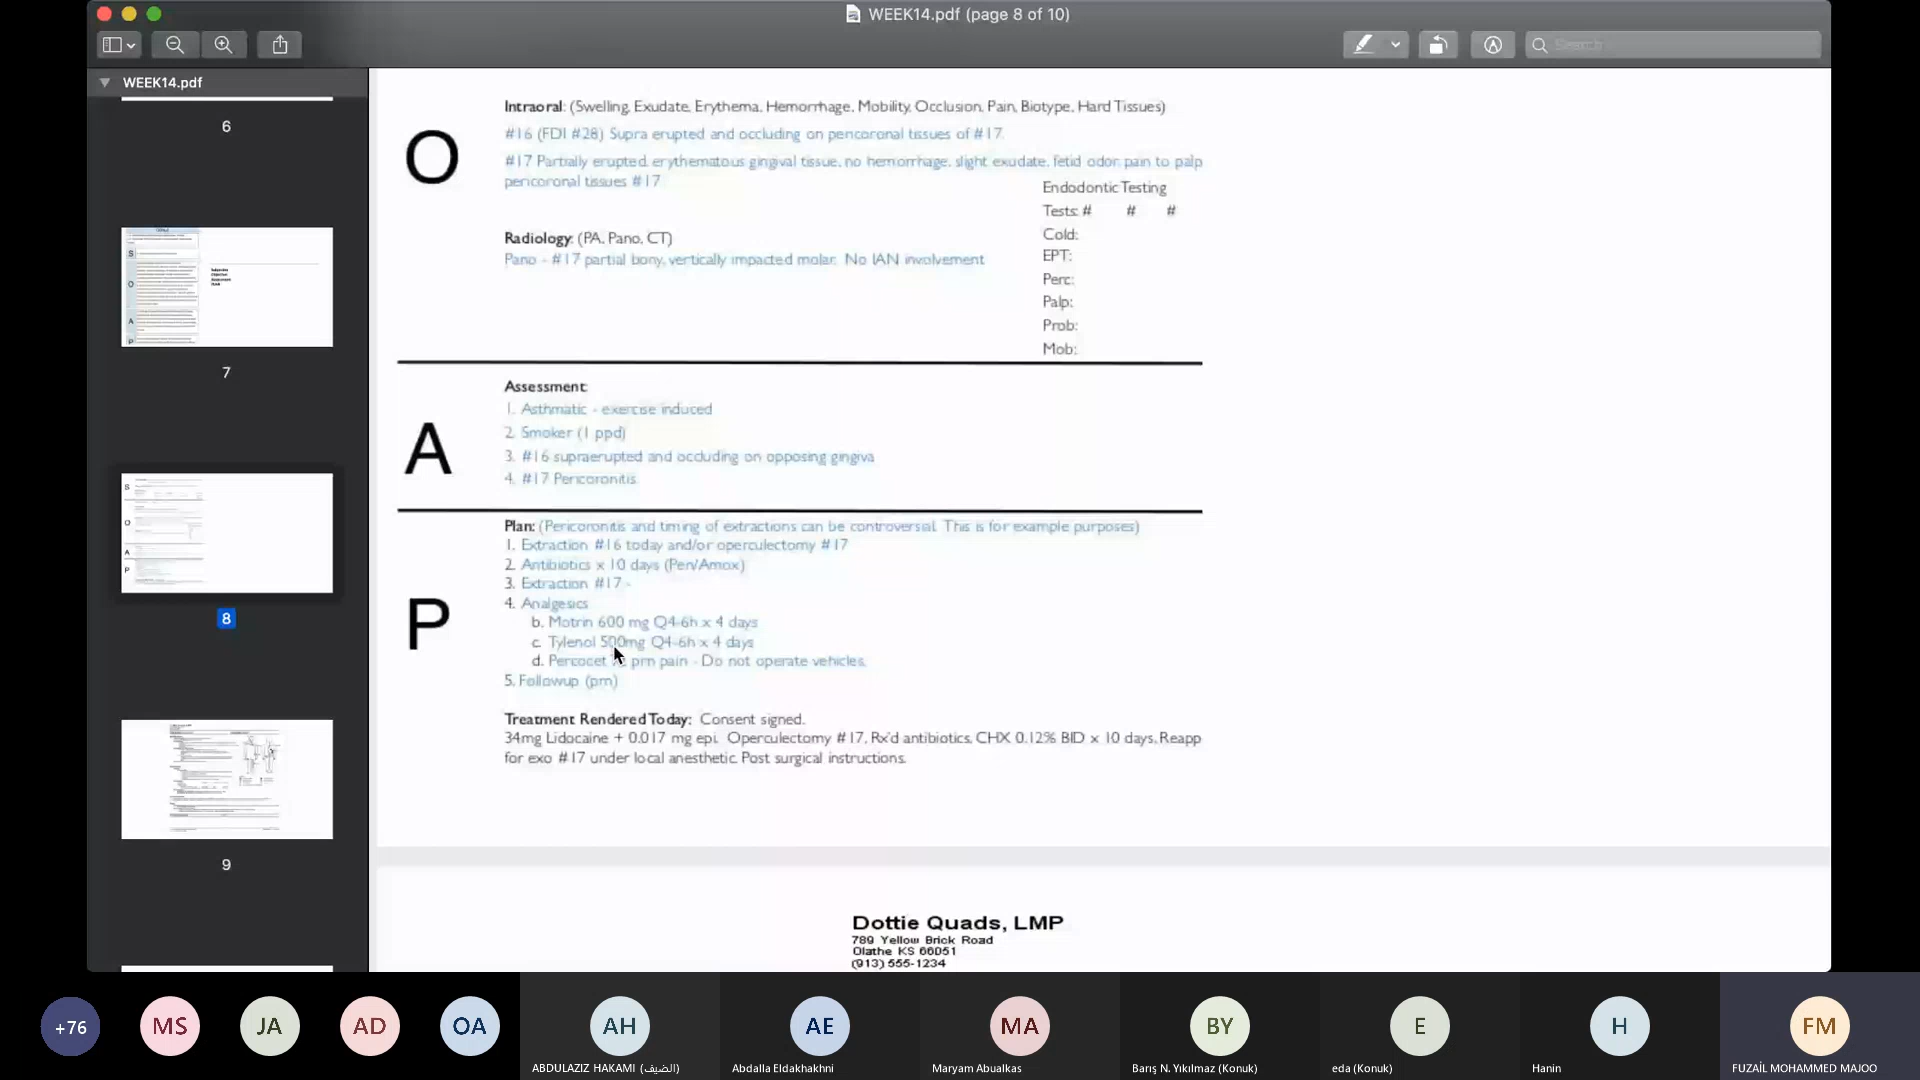 WEEK14.pdf (page 8 of 10)
Search
WEEK14.pdf
6
7
8
9
O
Intraoral: (Swelling, Exudate, Erythema, Hemorrhage, Mobility, Occlusion, Pain, Biotype, Hard Tissues)
#16 (FDI #28) Supra erupted and occluding on pericoronal tissues of #17.
#17 Partially erupted, erythematous gingival tissue, no hemorrhage, slight exudate, fetid odor, pain to palp
pericoronal tissues #17
Radiology: (PA, Pano, CT)
Pano - #17 partial bony, vertically impacted molar. No IAN involvement
Endodontic Testing
Tests: # # #
Cold:
EPT:
Perc:
Palp:
Prob:
Mob:
A
Assessment:
1. Asthmatic - exercise induced
2. Smoker (1 ppd)
3. #16 supraerupted and occluding on opposing gingiva
4. #17 Pericoronitis
P
Plan: (Pericoronitis and timing of extractions can be controversial. This is for example purposes)
1. Extraction #16 today and/or operculectomy #17
2. Antibiotics x 10 days (Pen/Amox)
3. Extraction #17 -
4. Analgesics
b. Motrin 600 mg Q4-6h x 4 days
c. Tylenol 500mg Q4-6h x 4 days
d. Percocet prn pain - Do not operate vehicles.
5. Followup (prn)
Treatment Rendered Today: Consent signed.
34mg Lidocaine + 0.017 mg epi. Operculectomy #17, Rx'd antibiotics, CHX 0.12% BID x 10 days, Reapp
for exo #17 under local anesthetic. Post surgical instructions.
Dottie Quads, LMP
789 Yellow Brick Road
Olathe KS 66051
(913) 555-1234
+76
MS
JA
AD
OA
AH
ABDULAZIZ HAKAMI (الضيف)
AE
Abdalla Eldakhakhni
MA
Maryam Abualkas
BY
Barış N. Yıkılmaz (Konuk)
E
eda (Konuk)
H
Hanin
FM
FUZAİL MOHAMMED MAJOO